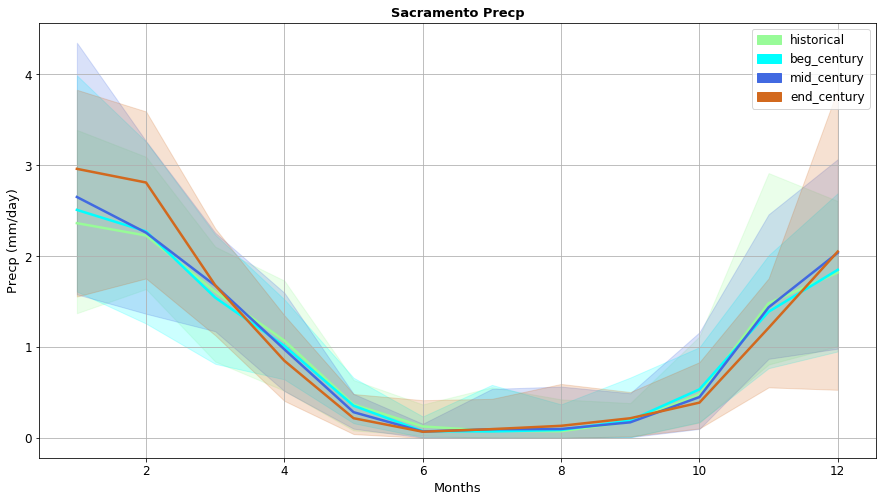 Sacramento Precp
historical
beg_century
mid_century
end_century
Precp (mm/day)
4
3
2
1
0
2
4
6
8
10
12
Months